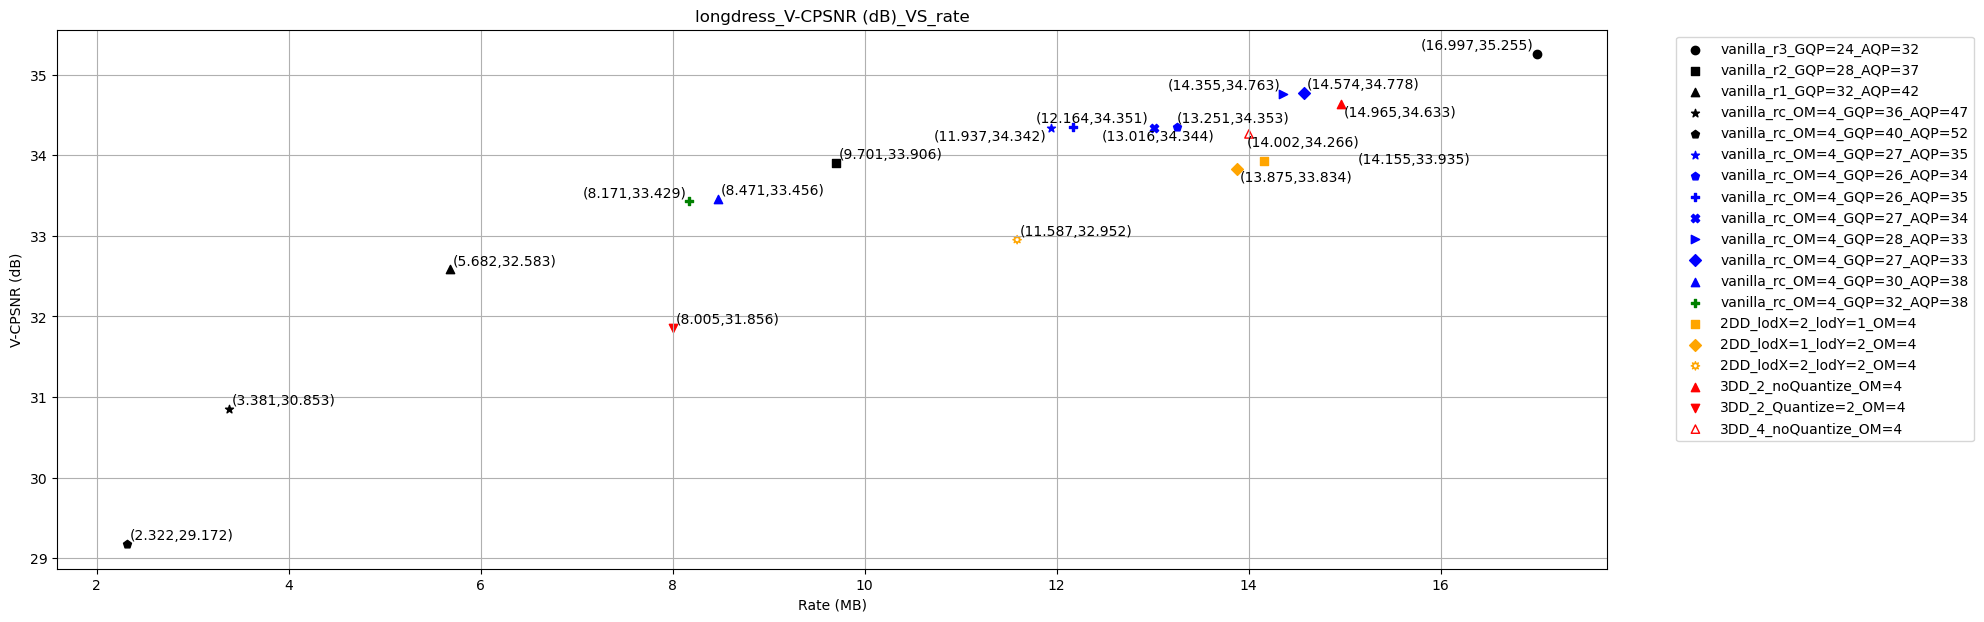 longdress_V-CPSNR (dB)_VS_rate
V-CPSNR (dB)
35
34
33
32
31
30
29
(16.997,35.255)
(14.355,34.763)
(14.574,34.778)
(14.965,34.633)
(12.164,34.351)
(13.251,34.353)
(11.937,34.342)
(13.016,34.344)
(14.002,34.266)
(9.701,33.906)
(14.155,33.935)
(13.875,33.834)
(8.171,33.429)
(8.471,33.456)
(11.587,32.952)
(5.682,32.583)
(8.005,31.856)
(3.381,30.853)
(2.322,29.172)
2
4
6
8
10
12
14
16
Rate (MB)
vanilla_r3_GQP=24_AQP=32
vanilla_r2_GQP=28_AQP=37
vanilla_r1_GQP=32_AQP=42
vanilla_rc_OM=4_GQP=36_AQP=47
vanilla_rc_OM=4_GQP=40_AQP=52
vanilla_rc_OM=4_GQP=27_AQP=35
vanilla_rc_OM=4_GQP=26_AQP=34
vanilla_rc_OM=4_GQP=26_AQP=35
vanilla_rc_OM=4_GQP=27_AQP=34
vanilla_rc_OM=4_GQP=28_AQP=33
vanilla_rc_OM=4_GQP=27_AQP=33
vanilla_rc_OM=4_GQP=30_AQP=38
vanilla_rc_OM=4_GQP=32_AQP=38
2DD_lodX=2_lodY=1_OM=4
2DD_lodX=1_lodY=2_OM=4
2DD_lodX=2_lodY=2_OM=4
3DD_2_noQuantize_OM=4
3DD_2_Quantize=2_OM=4
3DD_4_noQuantize_OM=4